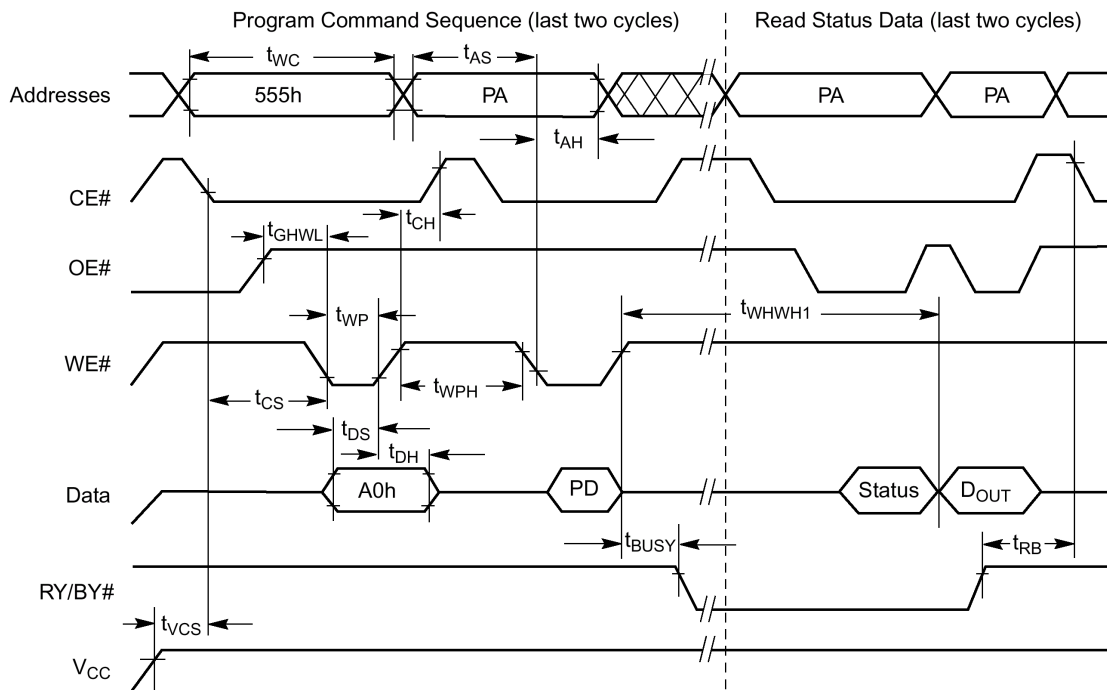 Program Command Sequence (last two cycles) Read Status Data (last two cycles)
tWC tAS
Addresses 555h PA PA PA
tAH
CE#
tCH
tGHWL
OE#
tWP tWHWH1
WE#
tWPH
tCS
tDS
tDH
Data A0h PD Status DOUT
tBUSY tRB
RY/BY#
tVCS
VCC